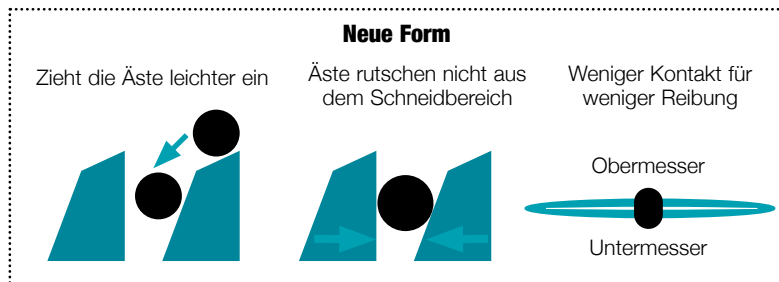 Neue Form
Zieht die Äste leichter ein
Äste rutschen nicht aus
dem Schneidbereich
Weniger Kontakt für
weniger Reibung
Obermesser
Untermesser